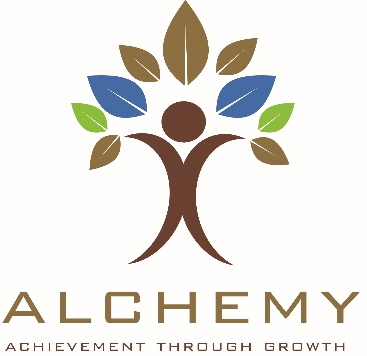 ALCHEMY
ACHIEVEMENT THROUGH GROWTH